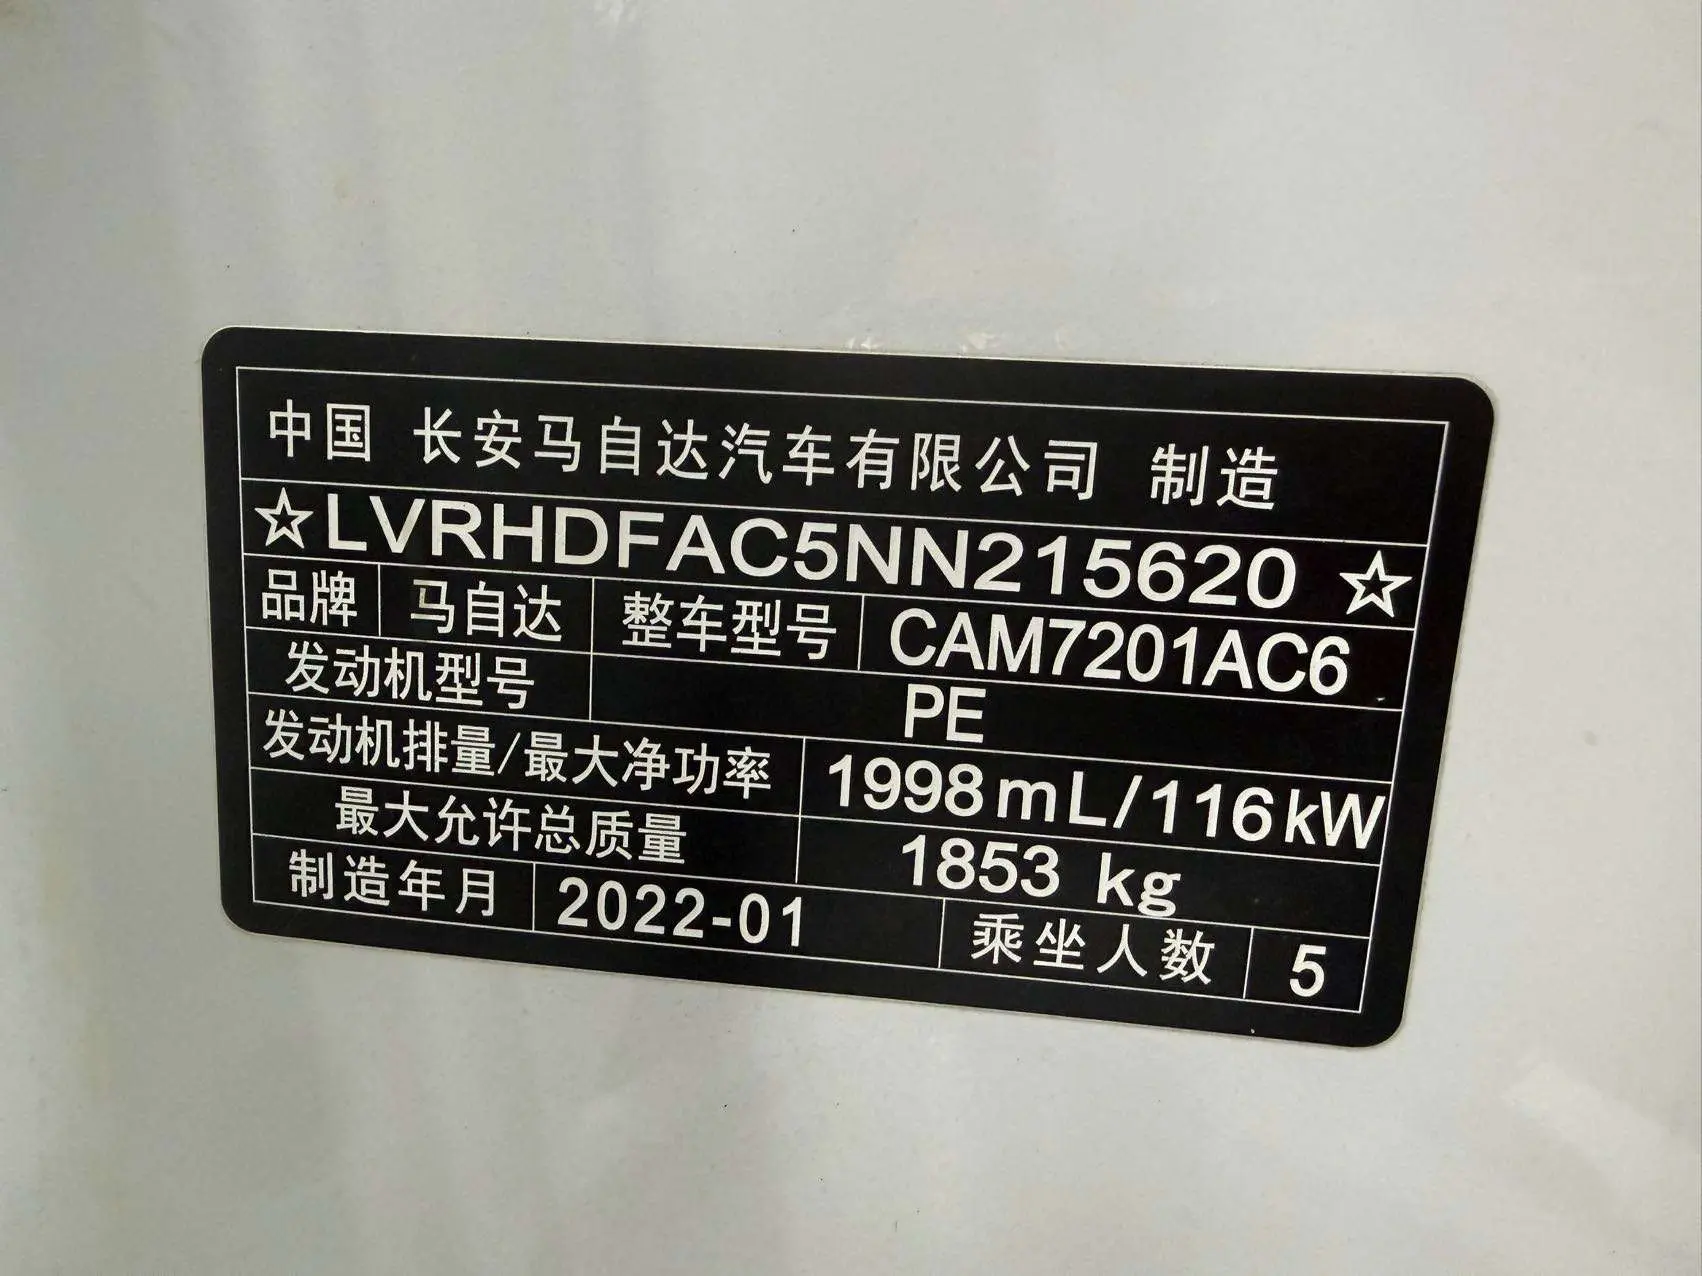 中国 长安马自达汽车有限公司 制造
☆LVRHDFAC5NN215620☆
品牌 马自达 整车型号 CAM7201AC6
发动机型号 PE
发动机排量/最大净功率 1998mL/116kW
最大允许总质量 1853 kg
制造年月 2022-01 乘坐人数 5